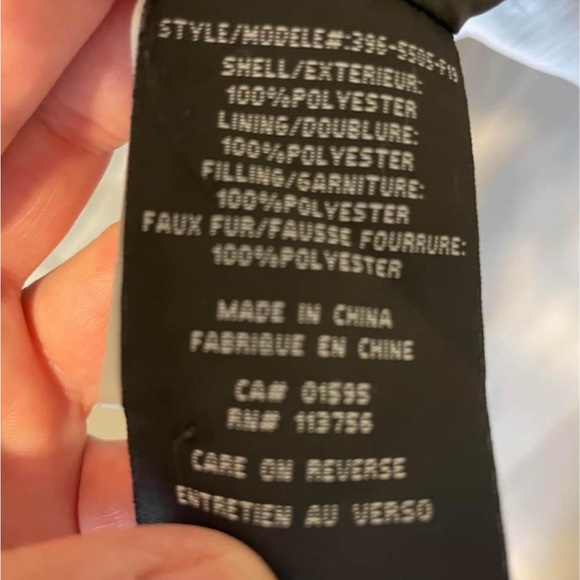 STYLE/MODELE#:396-5505-F19
SHELL/EXTERIEUR:
100%POLYESTER
LINING/DOUBLURE:
100%POLYESTER
FILLING/GARNITURE:
100%POLYESTER
FAUX FUR/FAUSSE FOURRURE:
100%POLYESTER
MADE IN CHINA
FABRIQUE EN CHINE
CA# 01595
RN# 113756
CARE ON REVERSE
ENTRETIEN AU VERSO